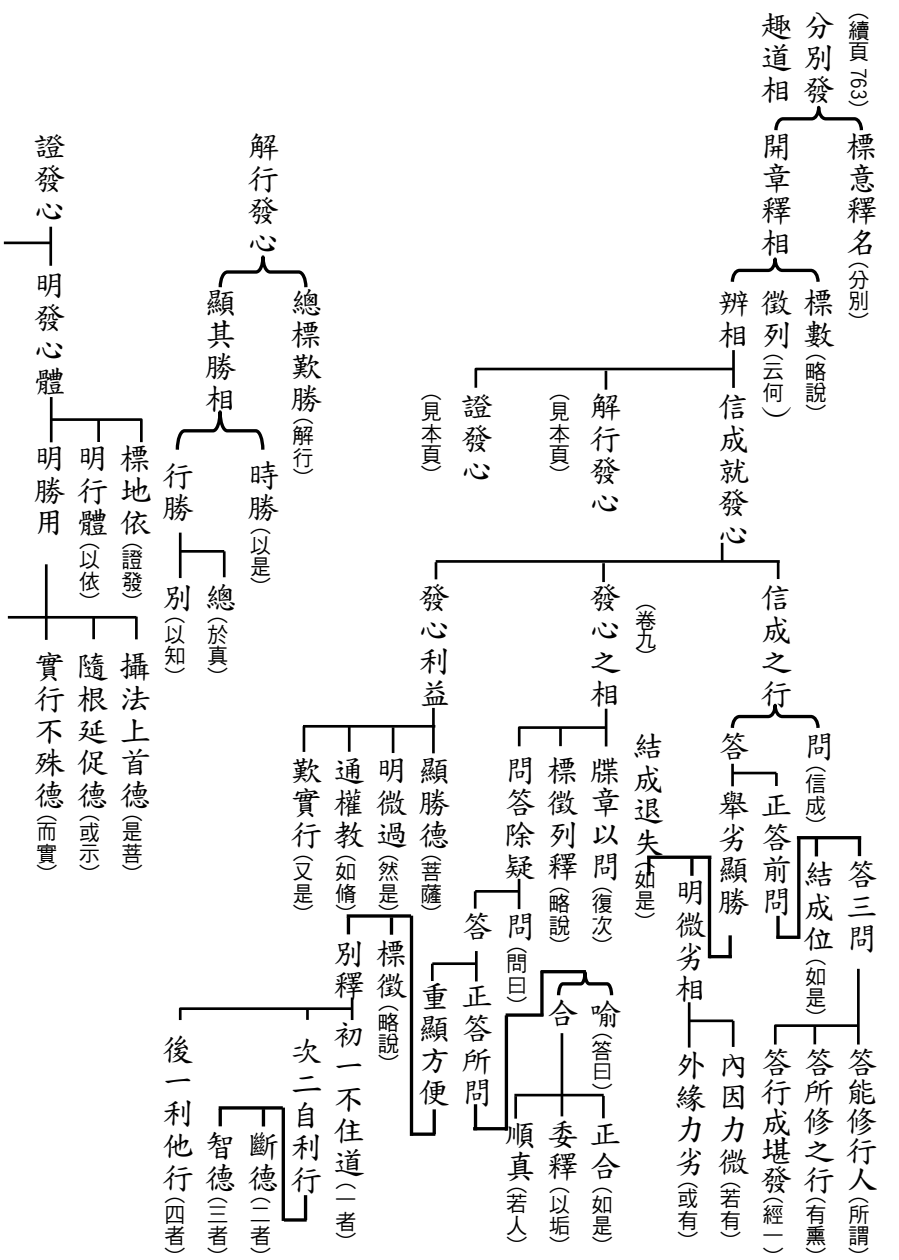 (續頁 763)
分別發
趣道相
標意釋名(分別)
開章釋相
標數(略說)
徵列(云何)
辨相
信成就發心
解行發心
(見本頁)
證發心
(見本頁)
信成之行
問(信成)
答
正答前問
答三問
答能修行人(所謂)
答所修之行(有熏)
答行成堪發(經一)
結成位(如是)
舉劣顯勝
明微劣相
內因力微(若有)
外緣力劣(或有)
結成退失(如是)
(卷九)
發心之相
牒章以問(復次)
標徵列釋(略說)
問答除疑
問(問曰)
答
正答所問
喻(答曰)
合
正合(如是)
委釋(以垢)
順真(若人)
重顯方便
標徵(略說)
別釋
初一不住道(一者)
次二自利行
斷德(二者)
智德(三者)
後一利他行(四者)
發心利益
顯勝德(菩薩)
明微過(然是)
通權教(如脩)
歎實行(又是)
解行發心
總標歎勝(解行)
顯其勝相
時勝(以是)
行勝
總(於真)
別(以知)
證發心
明發心體
標地依(證發)
明行體(以依)
明勝用
攝法上首德(是菩)
隨根延促德(或示)
實行不殊德(而實)